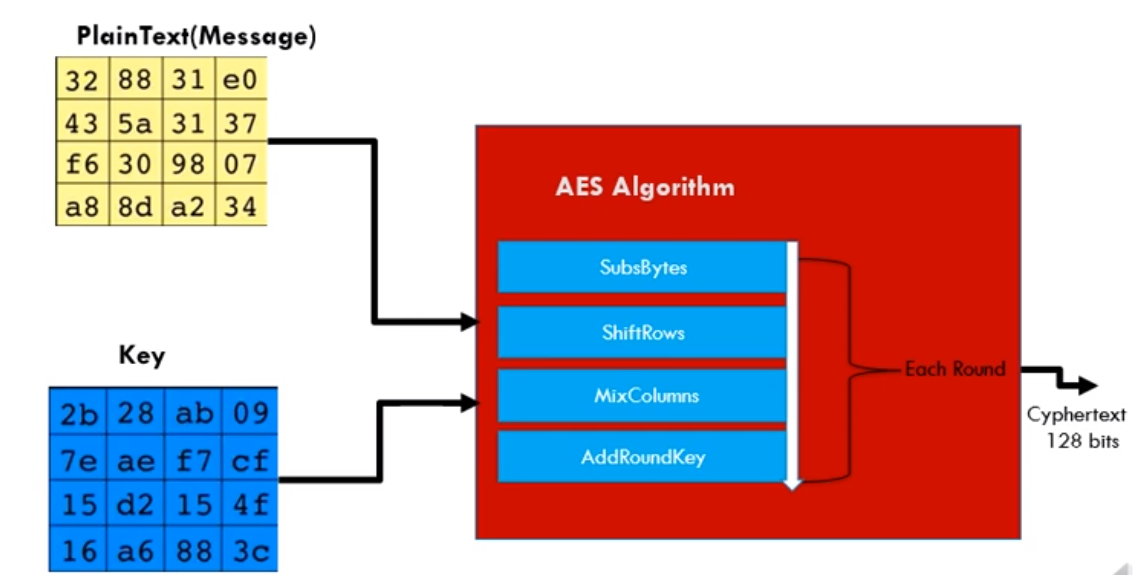 PlainText(Message)
32 88 31 e0
43 5a 31 37
f6 30 98 07
a8 8d a2 34
Key
2b 28 ab 09
7e ae f7 cf
15 d2 15 4f
16 a6 88 3c
AES Algorithm
SubsBytes
ShiftRows
MixColumns
AddRoundKey
Each Round
Cyphertext
128 bits